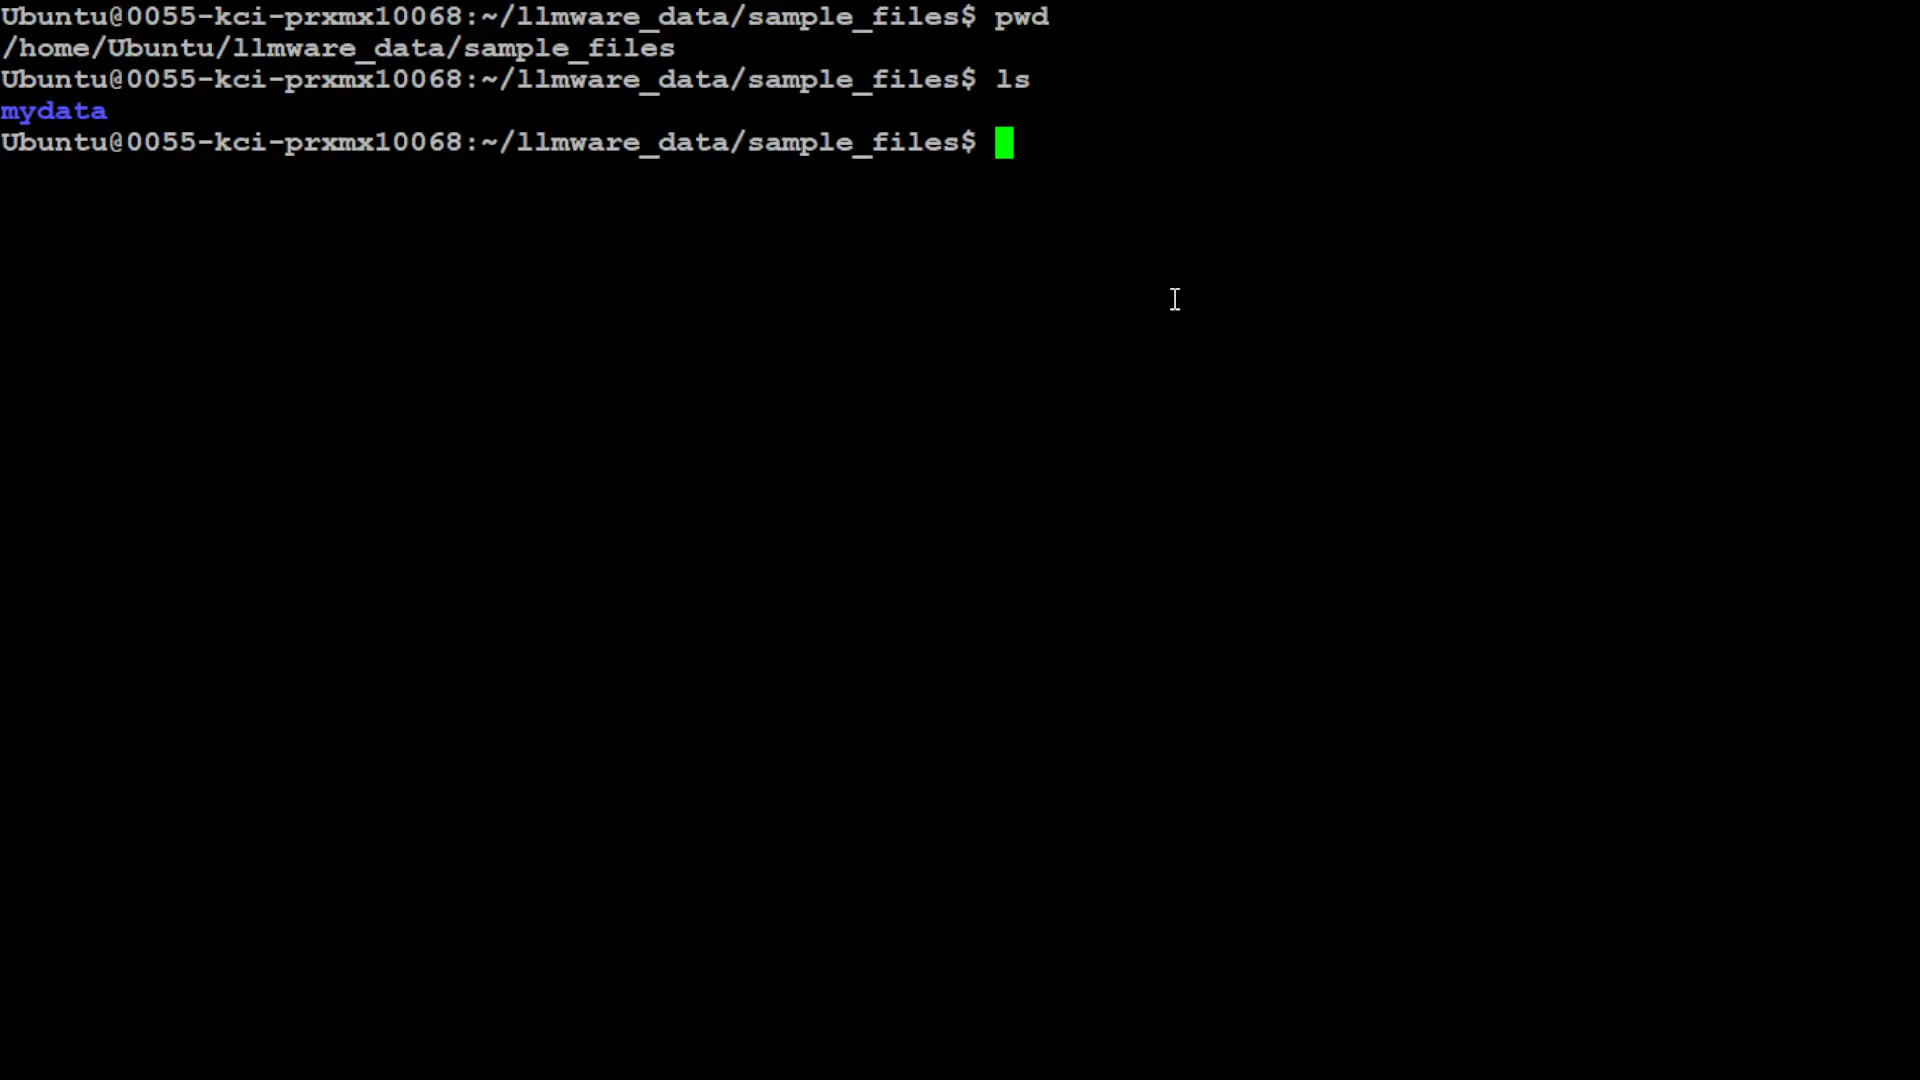 Ubuntu@0055-kci-prxmx10068:~/llmware_data/sample_files$ pwd
/home/Ubuntu/llmware_data/sample_files
Ubuntu@0055-kci-prxmx10068:~/llmware_data/sample_files$ ls
mydata
Ubuntu@0055-kci-prxmx10068:~/llmware_data/sample_files$